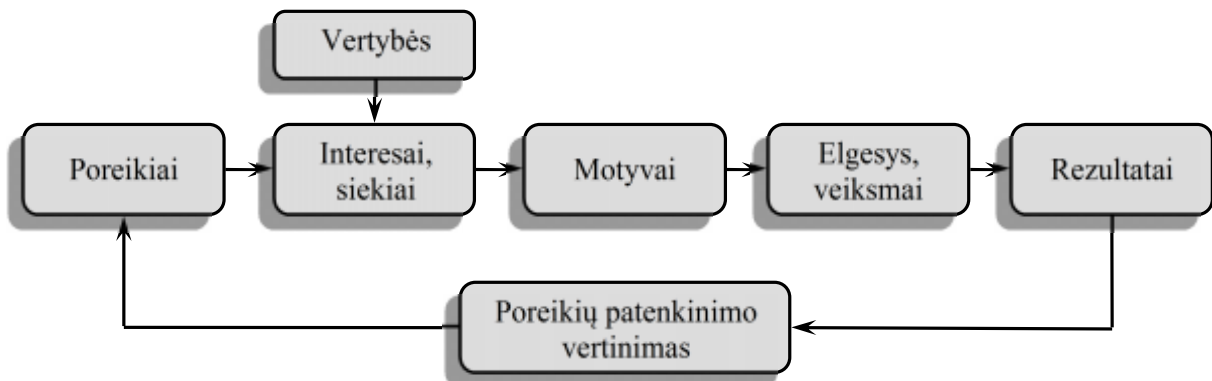 Vertybės
Poreikiai
Interesai,
siekiai
Motyvai
Elgesys,
veiksmai
Rezultatai
Poreikių patenkinimo
vertinimas